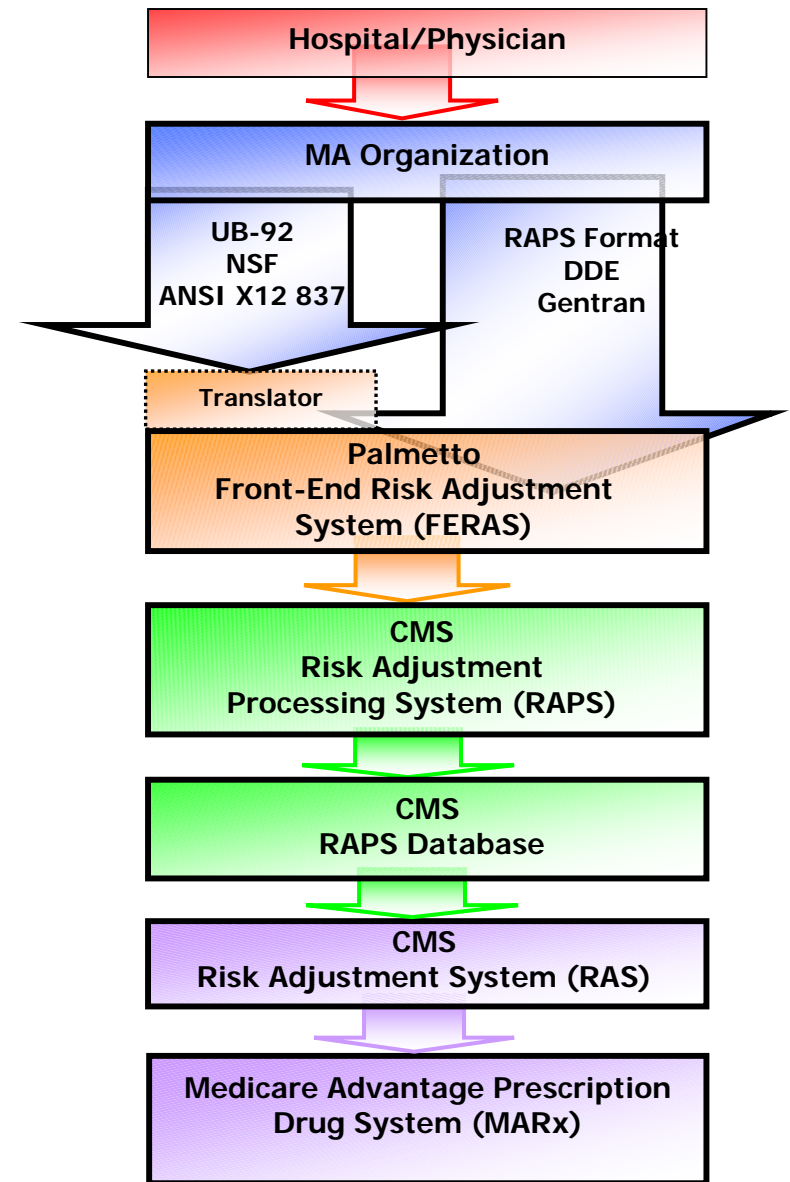 Hospital/Physician
MA Organization
UB-92
NSF
ANSI X12 837
RAPS Format
DDE
Gentran
Translator
Palmetto
Front-End Risk Adjustment
System (FERAS)
CMS
Risk Adjustment
Processing System (RAPS)
CMS
RAPS Database
CMS
Risk Adjustment System (RAS)
Medicare Advantage Prescription
Drug System (MARx)